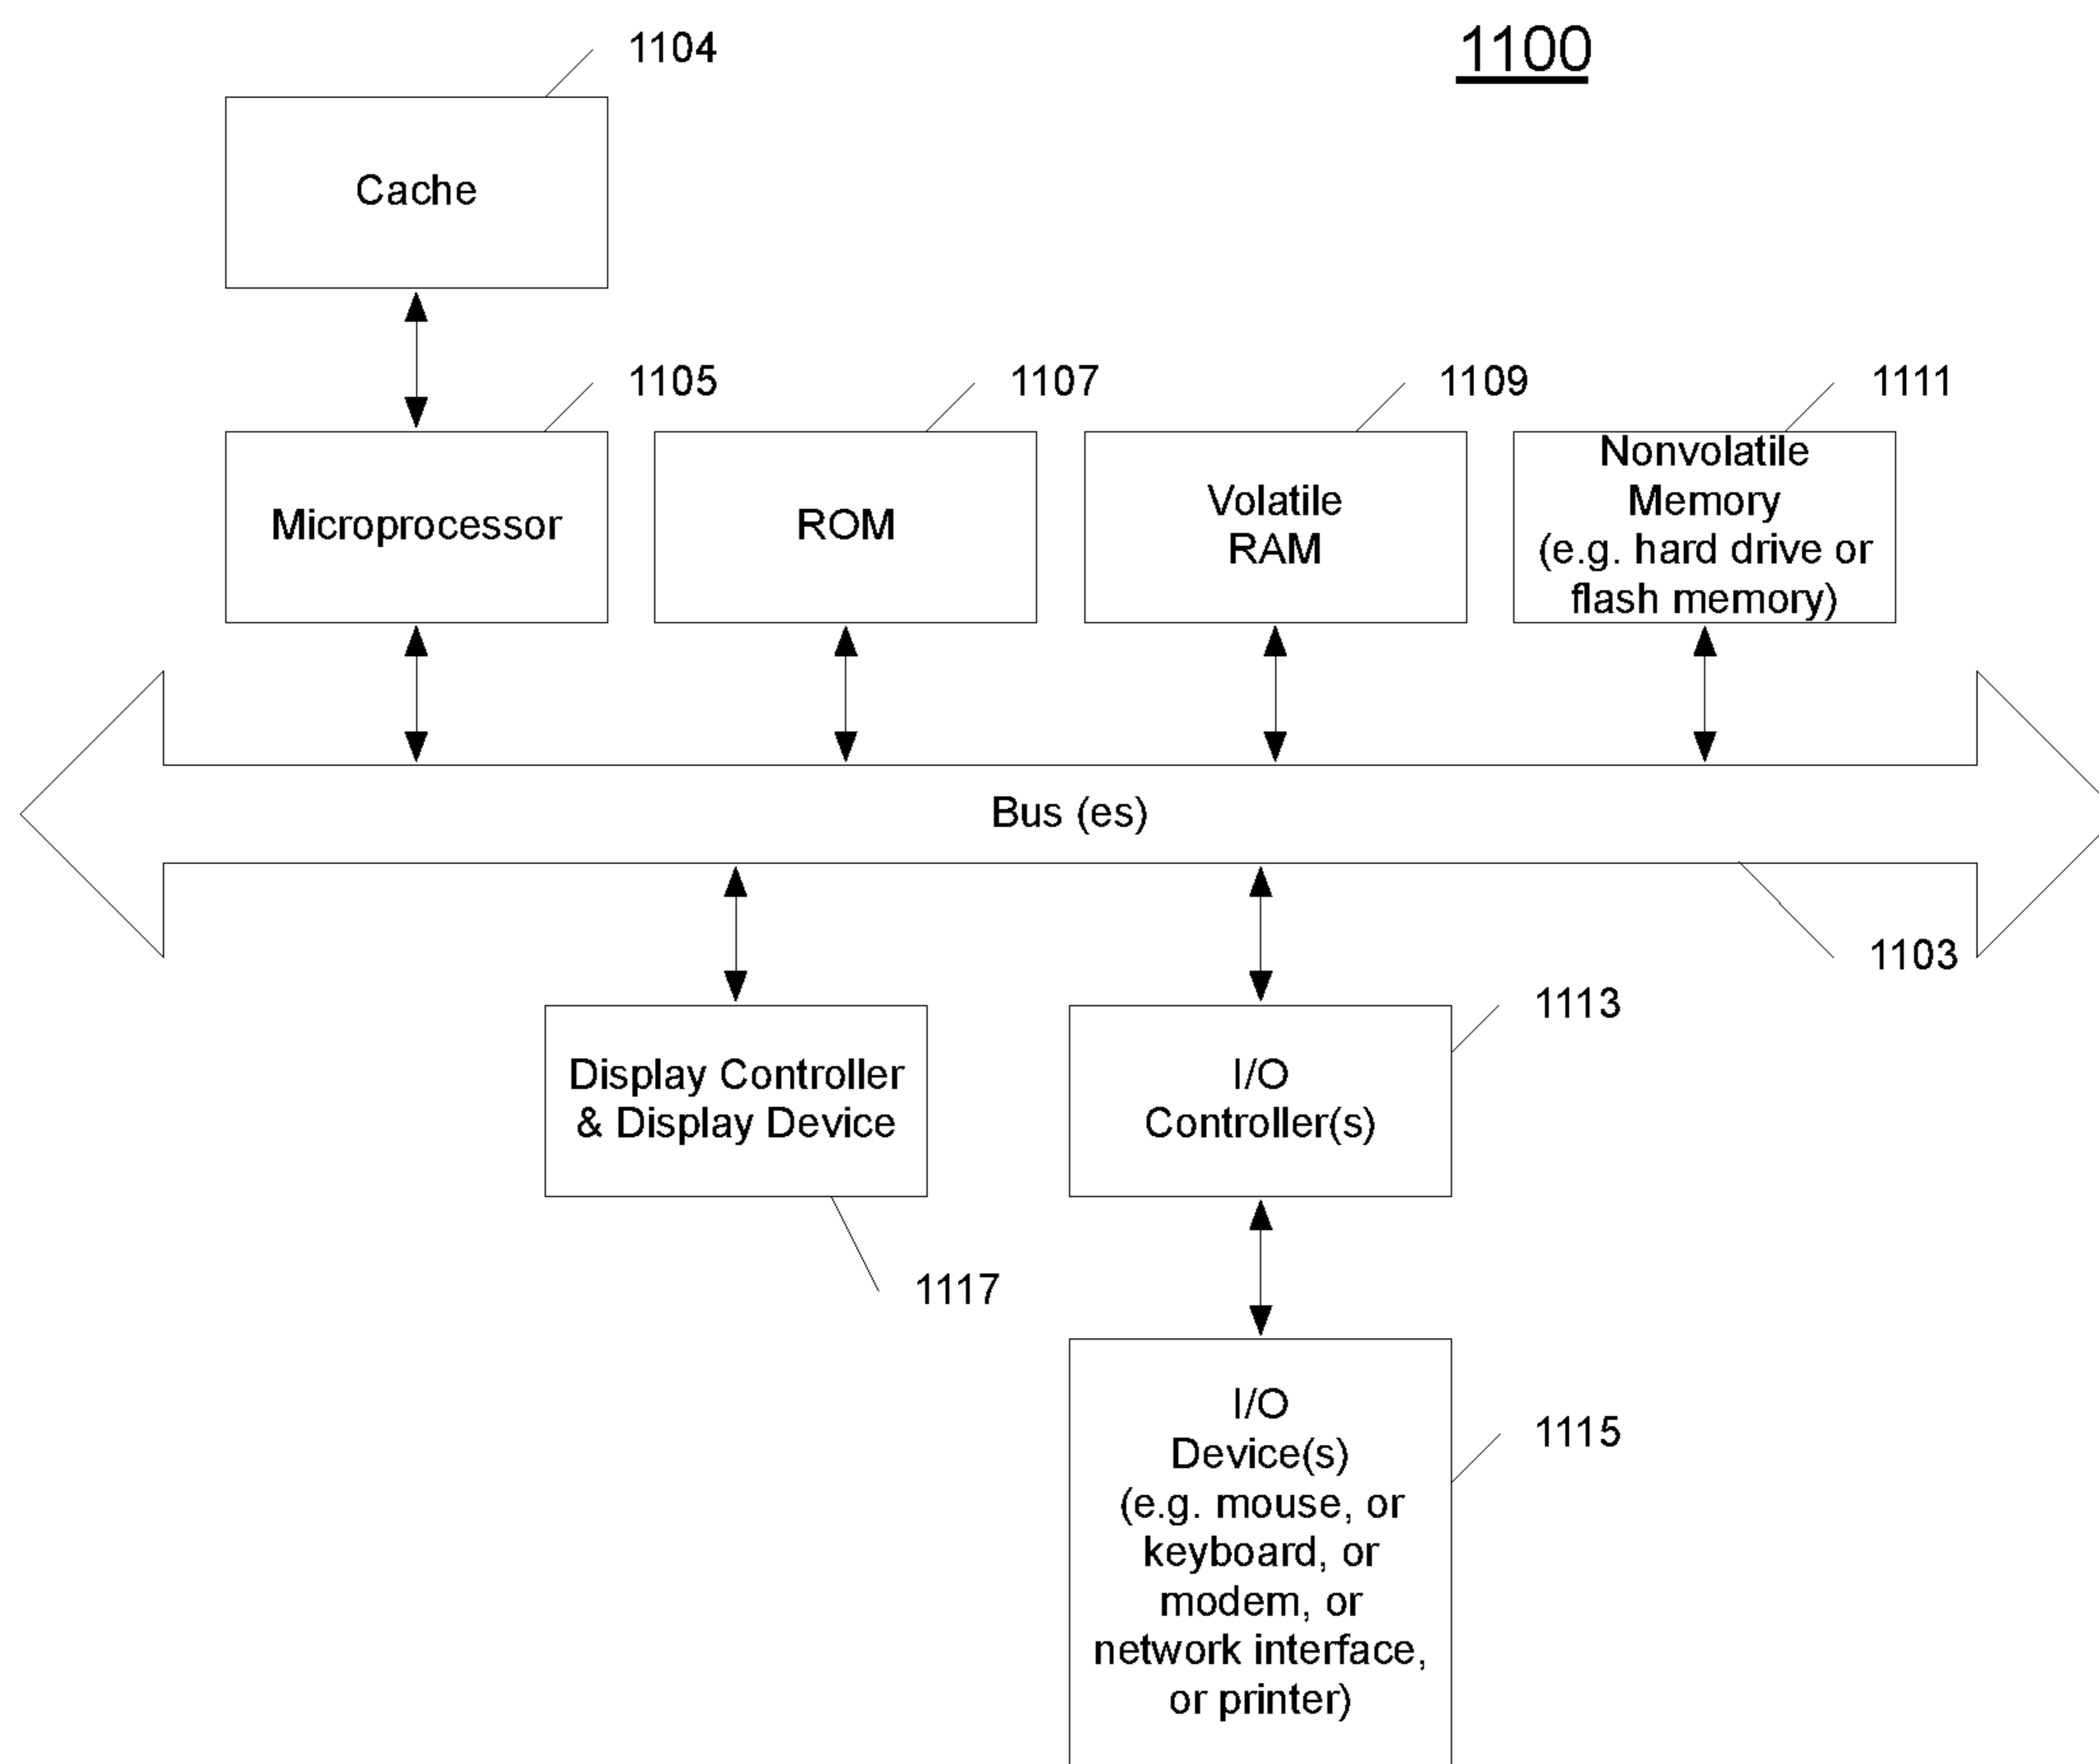 1104
1100
Cache
1105
1107
1109
1111
Microprocessor
ROM
Volatile
RAM
Nonvolatile
Memory
(e.g. hard drive or
flash memory)
Bus (es)
1103
Display Controller
& Display Device
1117
I/O
Controller(s)
1113
I/O
Device(s)
(e.g. mouse, or
keyboard, or
modem, or
network interface,
or printer)
1115